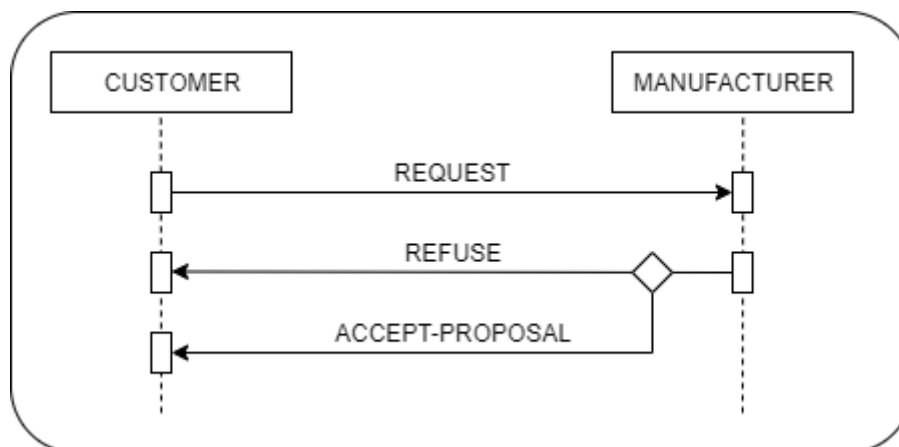 CUSTOMER
MANUFACTURER
REQUEST
REFUSE
ACCEPT-PROPOSAL